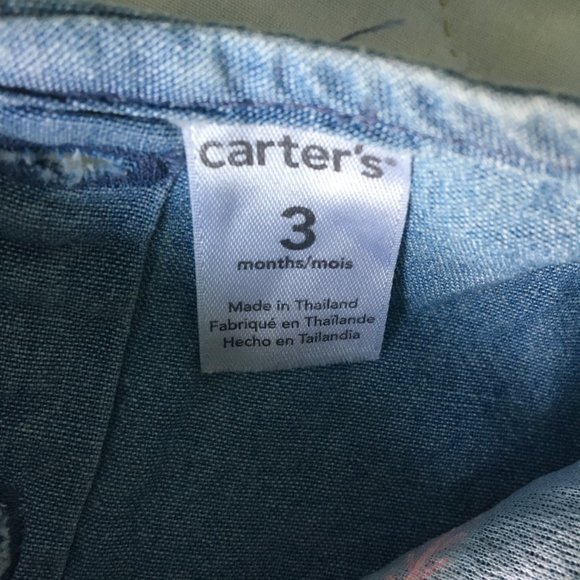 carter's
3
months/mois
Made in Thailand
Fabriqué en Thaïlande
Hecho en Tailandia